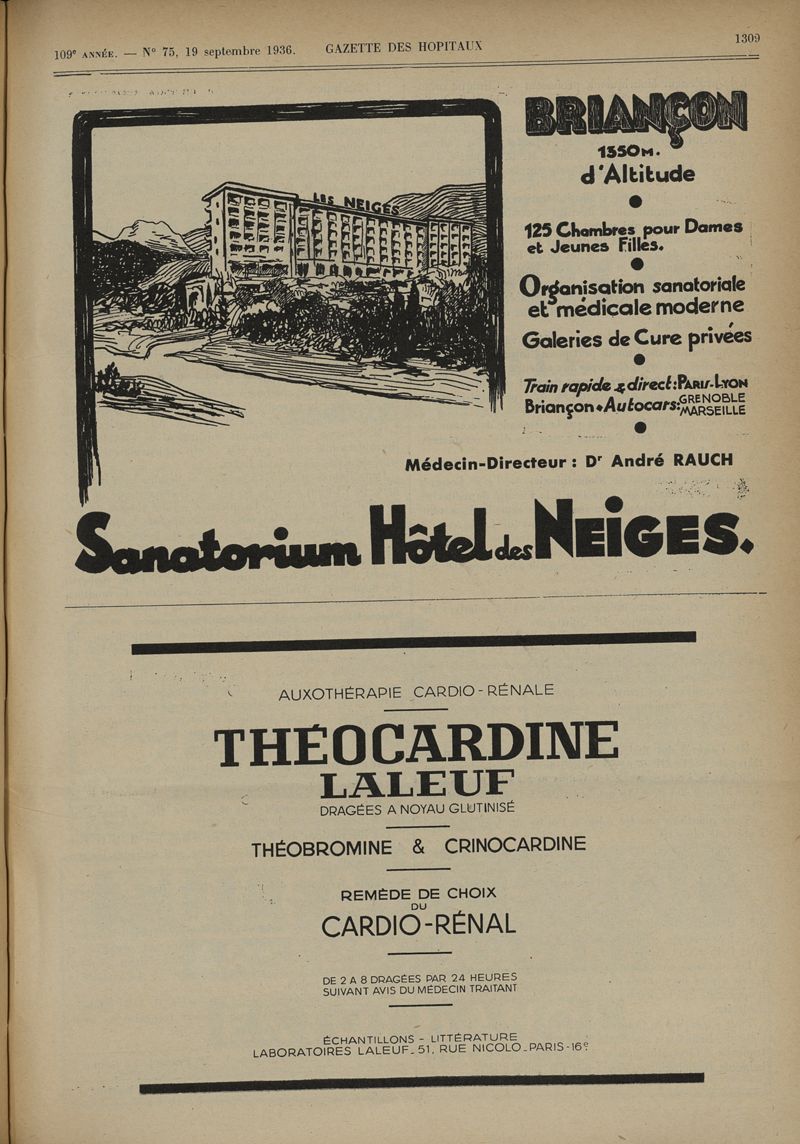 109e ANNÉE. — N° 75, 19 septembre 1936. GAZETTE DES HOPITAUX 1309
LES NEIGES
BRIANÇON
1350M.
d'Altitude
125 Chambres pour Dames
et Jeunes Filles.
Organisation sanatoriale
et médicale moderne
Galeries de Cure privées
Train rapide & direct: PARIS-LYON
Briançon • Autocars: GRENOBLE
MARSEILLE
Médecin-Directeur : Dr André RAUCH
Sanatorium Hôtel des NEIGES.
AUXOTHÉRAPIE CARDIO-RÉNALE
THÉOCARDINE
LALEUF
DRAGÉES A NOYAU GLUTINISÉ
THÉOBROMINE & CRINOCARDINE
REMÈDE DE CHOIX
DU
CARDIO-RÉNAL
DE 2 A 8 DRAGÉES PAR 24 HEURES
SUIVANT AVIS DU MÉDECIN TRAITANT
ÉCHANTILLONS - LITTÉRATURE
LABORATOIRES LALEUF_51, RUE NICOLO_PARIS-16e